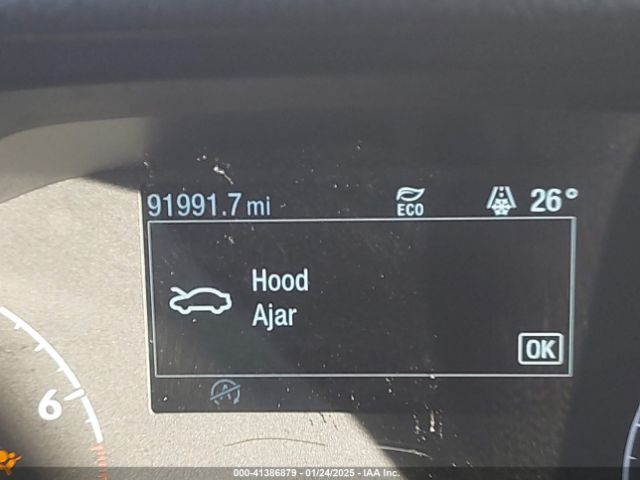 91991.7 mi ECO 26°
Hood
Ajar
OK
6
000-41386879 - 01/24/2025 - IAA Inc.